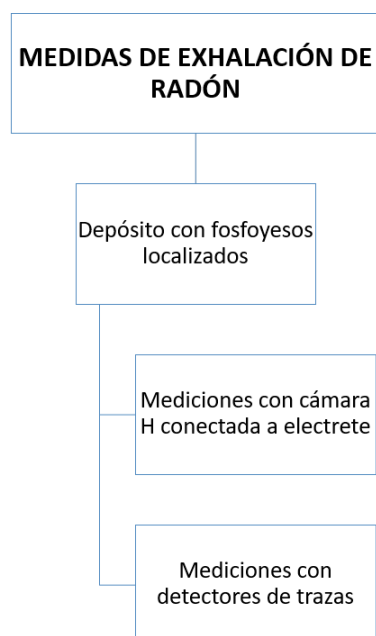 MEDIDAS DE EXHALACIÓN DE
RADÓN
Depósito con fosfoyesos
localizados
Mediciones con cámara
H conectada a electrete
Mediciones con
detectores de trazas